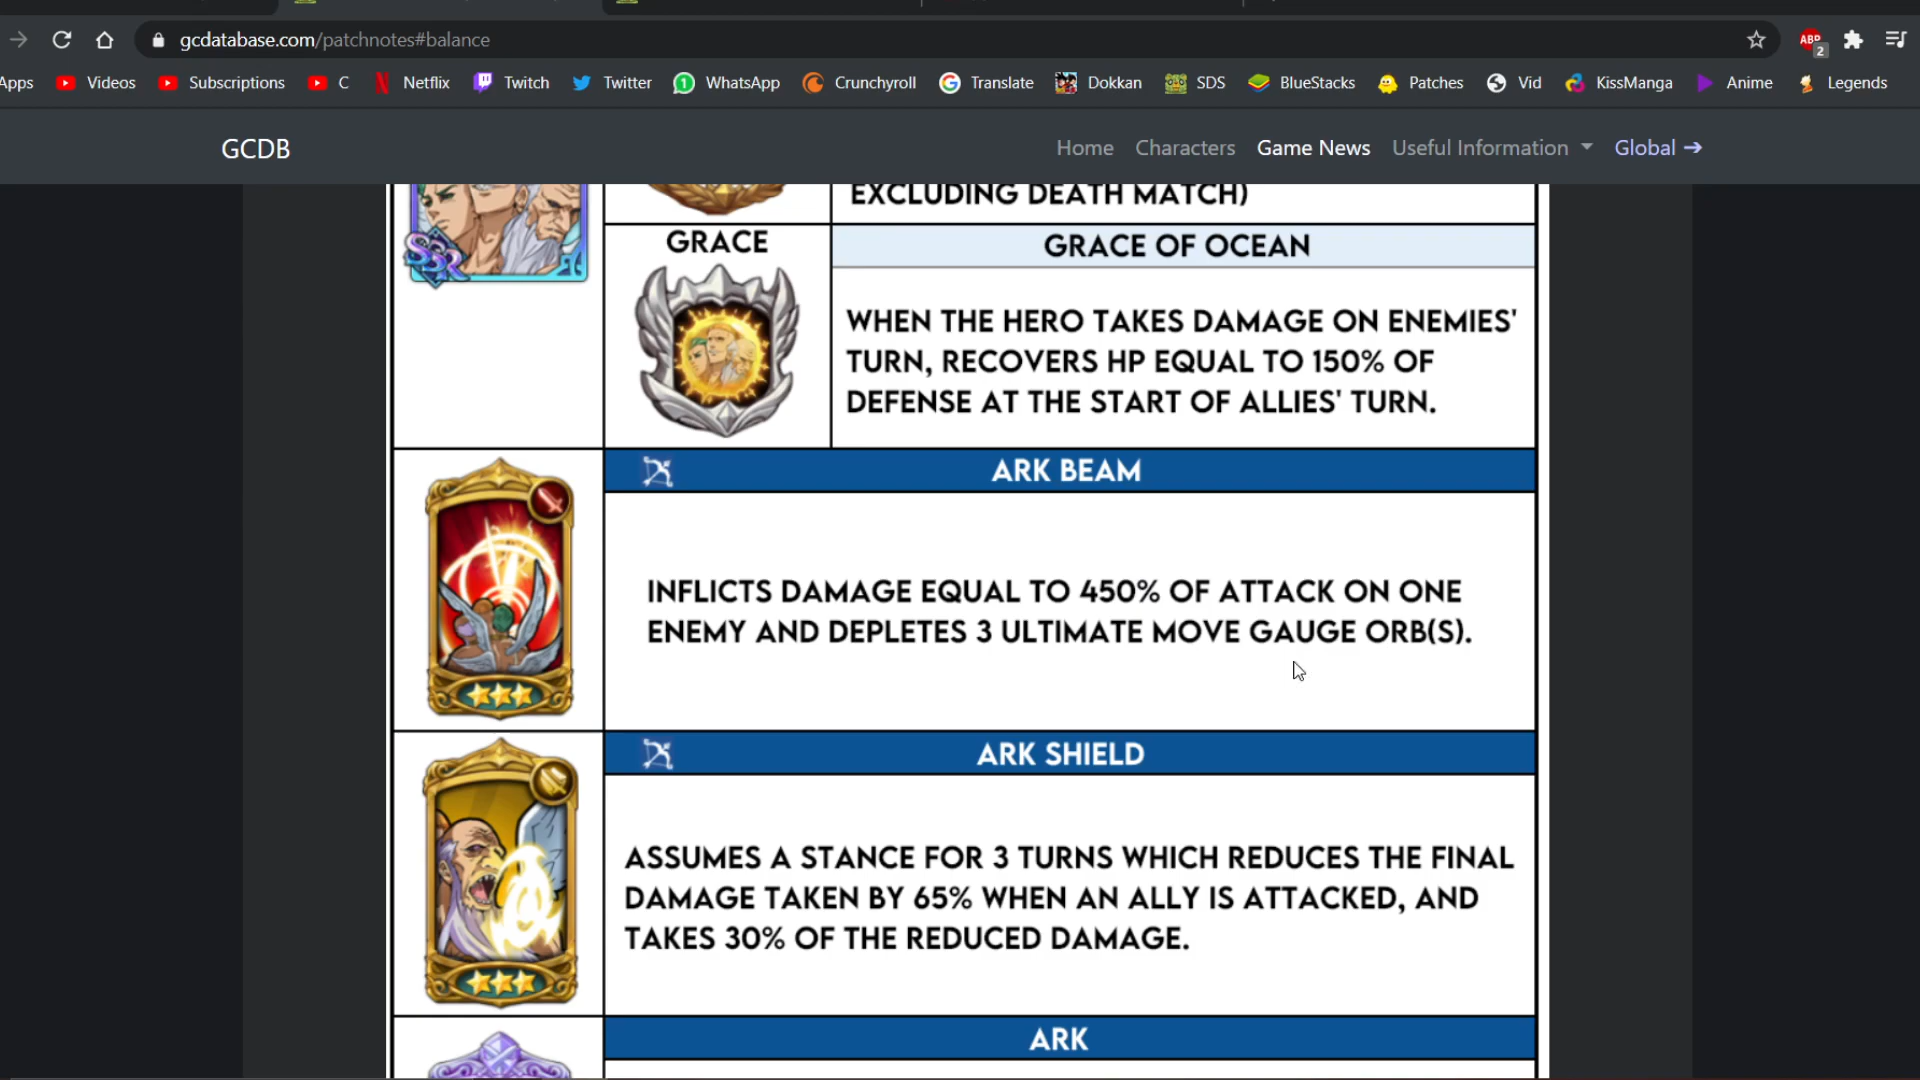 gcdatabase.com/patchnotes#balance
ABP
2
Apps Videos Subscriptions C Netflix Twitch Twitter WhatsApp Crunchyroll Translate Dokkan SDS BlueStacks Patches Vid KissManga Anime Legends
GCDB Home Characters Game News Useful Information Global →
SSR
EXCLUDING DEATH MATCH)
GRACE
GRACE OF OCEAN
WHEN THE HERO TAKES DAMAGE ON ENEMIES'
TURN, RECOVERS HP EQUAL TO 150% OF
DEFENSE AT THE START OF ALLIES' TURN.
ARK BEAM
INFLICTS DAMAGE EQUAL TO 450% OF ATTACK ON ONE
ENEMY AND DEPLETES 3 ULTIMATE MOVE GAUGE ORB(S).
ARK SHIELD
ASSUMES A STANCE FOR 3 TURNS WHICH REDUCES THE FINAL
DAMAGE TAKEN BY 65% WHEN AN ALLY IS ATTACKED, AND
TAKES 30% OF THE REDUCED DAMAGE.
ARK